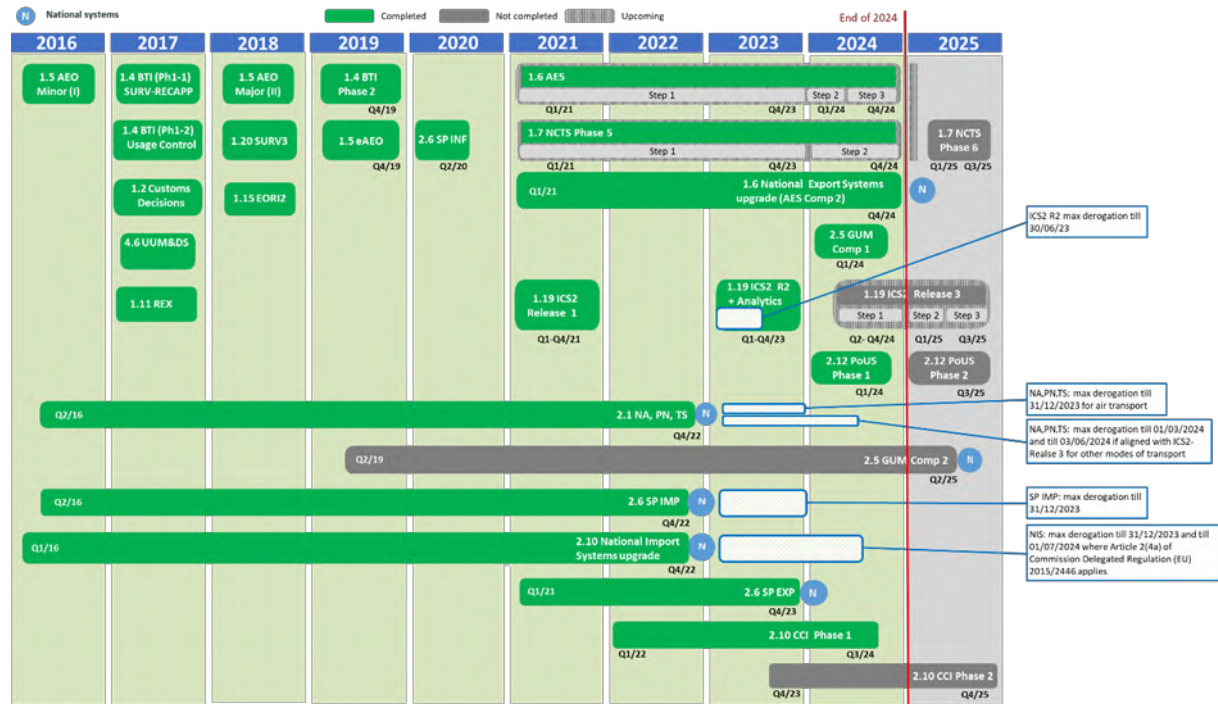 N National systems
Completed
Not completed
Upcoming
End of 2024
2016 2017 2018 2019 2020 2021 2022 2023 2024 2025
1.5 AEO
Minor (I)
1.4 BTI (Ph1-1)
SURV-RECAPP
1.5 AEO
Major (II)
1.4 BTI
Phase 2
Q4/19
1.6 AES
Step 1 Step 2 Step 3
Q1/21 Q4/23 Q1/24 Q4/24
1.4 BTI (Ph1-2)
Usage Control
1.20 SURV3
1.5 eAEO
Q4/19
2.6 SP INF
Q2/20
1.7 NCTS Phase 5
Step 1 Step 2
Q1/21 Q4/23 Q4/24
1.7 NCTS
Phase 6
Q1/25 Q3/25
1.2 Customs
Decisions
1.15 EORI2
Q1/21
1.6 National Export Systems
upgrade (AES Comp 2)
N
Q4/24
ICS2 R2 max derogation till
30/06/23
4.6 UUM&DS
2.5 GUM
Comp 1
Q1/24
1.11 REX
1.19 ICS2
Release 1
Q1-Q4/21
1.19 ICS2 R2
+ Analytics
Q1-Q4/23
1.19 ICS2 Release 3
Step 1 Step 2 Step 3
Q2- Q4/24 Q1/25 Q3/25
2.12 PoUS
Phase 1
Q1/24
2.12 PoUS
Phase 2
Q3/25
Q2/16
2.1 NA, PN, TS
N
Q4/22
NA,PN,TS: max derogation till
31/12/2023 for air transport
NA,PN,TS: max derogation till 01/03/2024
and till 03/06/2024 if aligned with ICS2-
Realse 3 for other modes of transport
Q2/19
2.5 GUM Comp 2
N
Q2/25
Q2/16
2.6 SP IMP
N
Q4/22
SP IMP: max derogation till
31/12/2023
Q1/16
2.10 National Import
Systems upgrade
N
Q4/22
NIS: max derogation till 31/12/2023 and till
01/07/2024 where Article 2(4a) of
Commission Delegated Regulation (EU)
2015/2446 applies
Q1/21
2.6 SP EXP
N
Q4/23
2.10 CCI Phase 1
Q1/22 Q3/24
2.10 CCI Phase 2
Q4/23 Q4/25